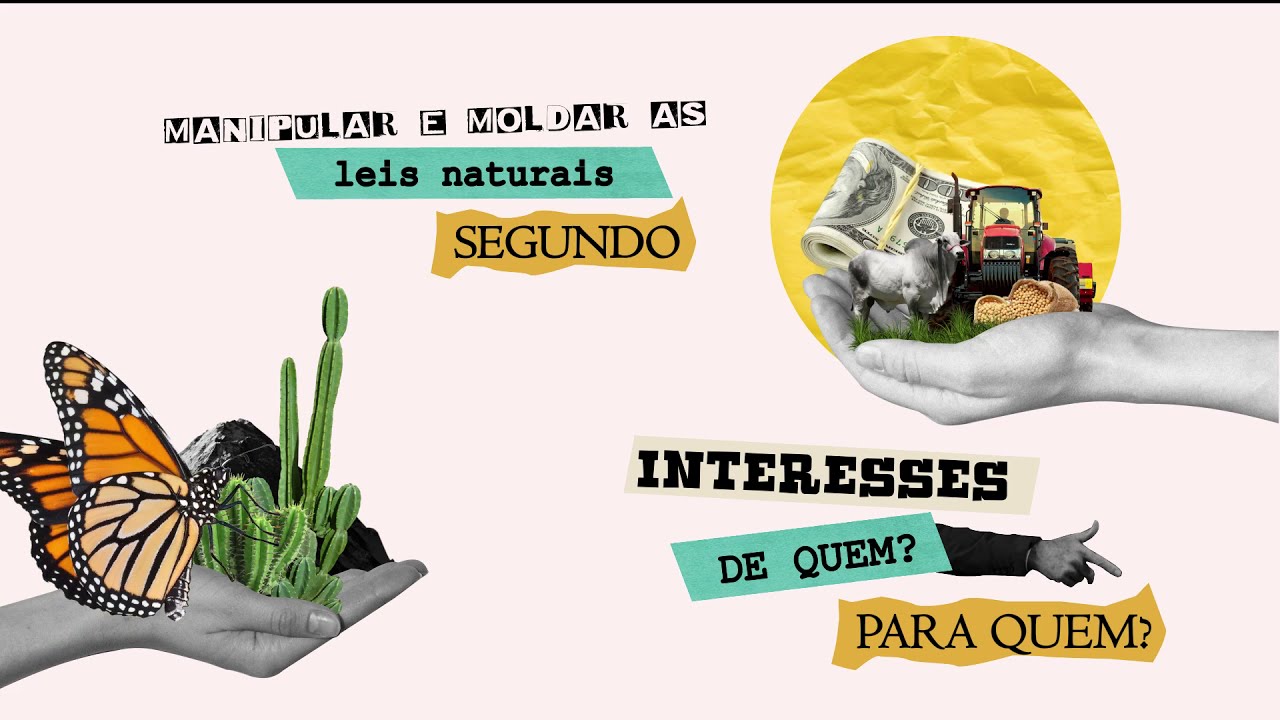 MANIPULAR E MOLDAR AS
leis naturais
SEGUNDO
INTERESSES
DE QUEM?
PARA QUEM?